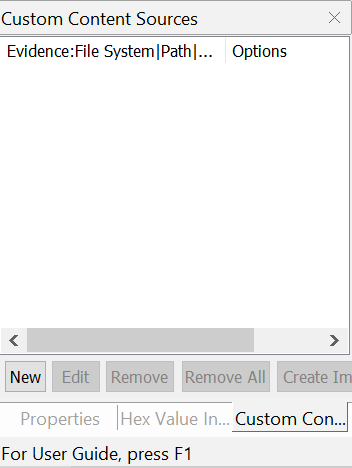 Custom Content Sources
Evidence:File System|Path|... Options
New Edit Remove Remove All Create Im
Properties Hex Value In... Custom Con...
For User Guide, press F1